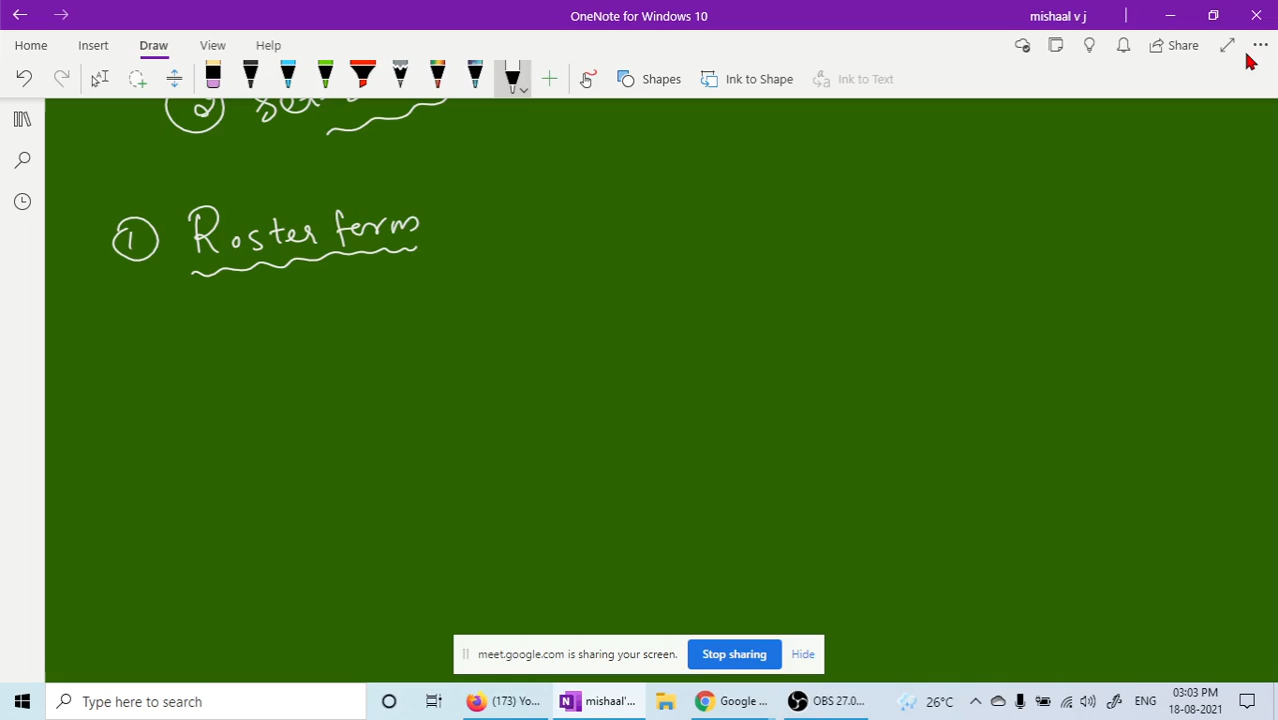 OneNote for Windows 10
mishaal v j
Home Insert Draw View Help
Share
Shapes Ink to Shape Ink to Text
2
1 Roster form
meet.google.com is sharing your screen. Stop sharing Hide
Type here to search
(173) Yo...
mishaal'...
Google ...
OBS 27.0...
26°C
ENG
03:03 PM
18-08-2021